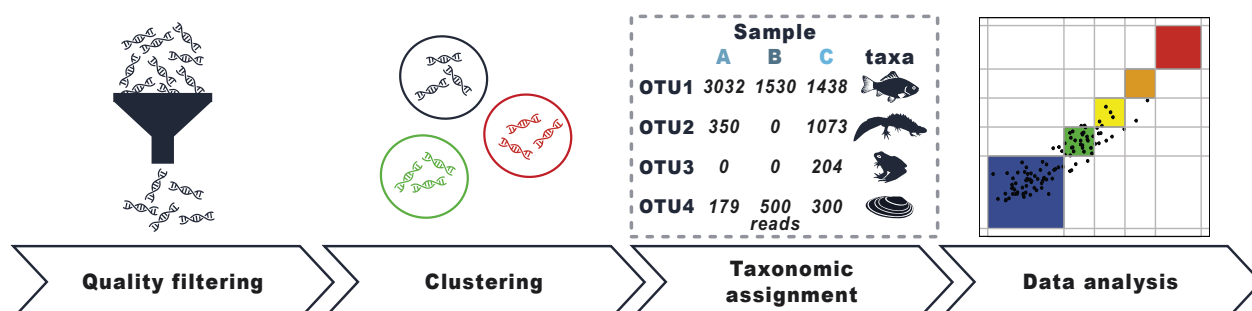 Sample
A B C taxa
OTU1 3032 1530 1438
OTU2 350 0 1073
OTU3 0 0 204
OTU4 179 500 300
reads
Quality filtering
Clustering
Taxonomic
assignment
Data analysis